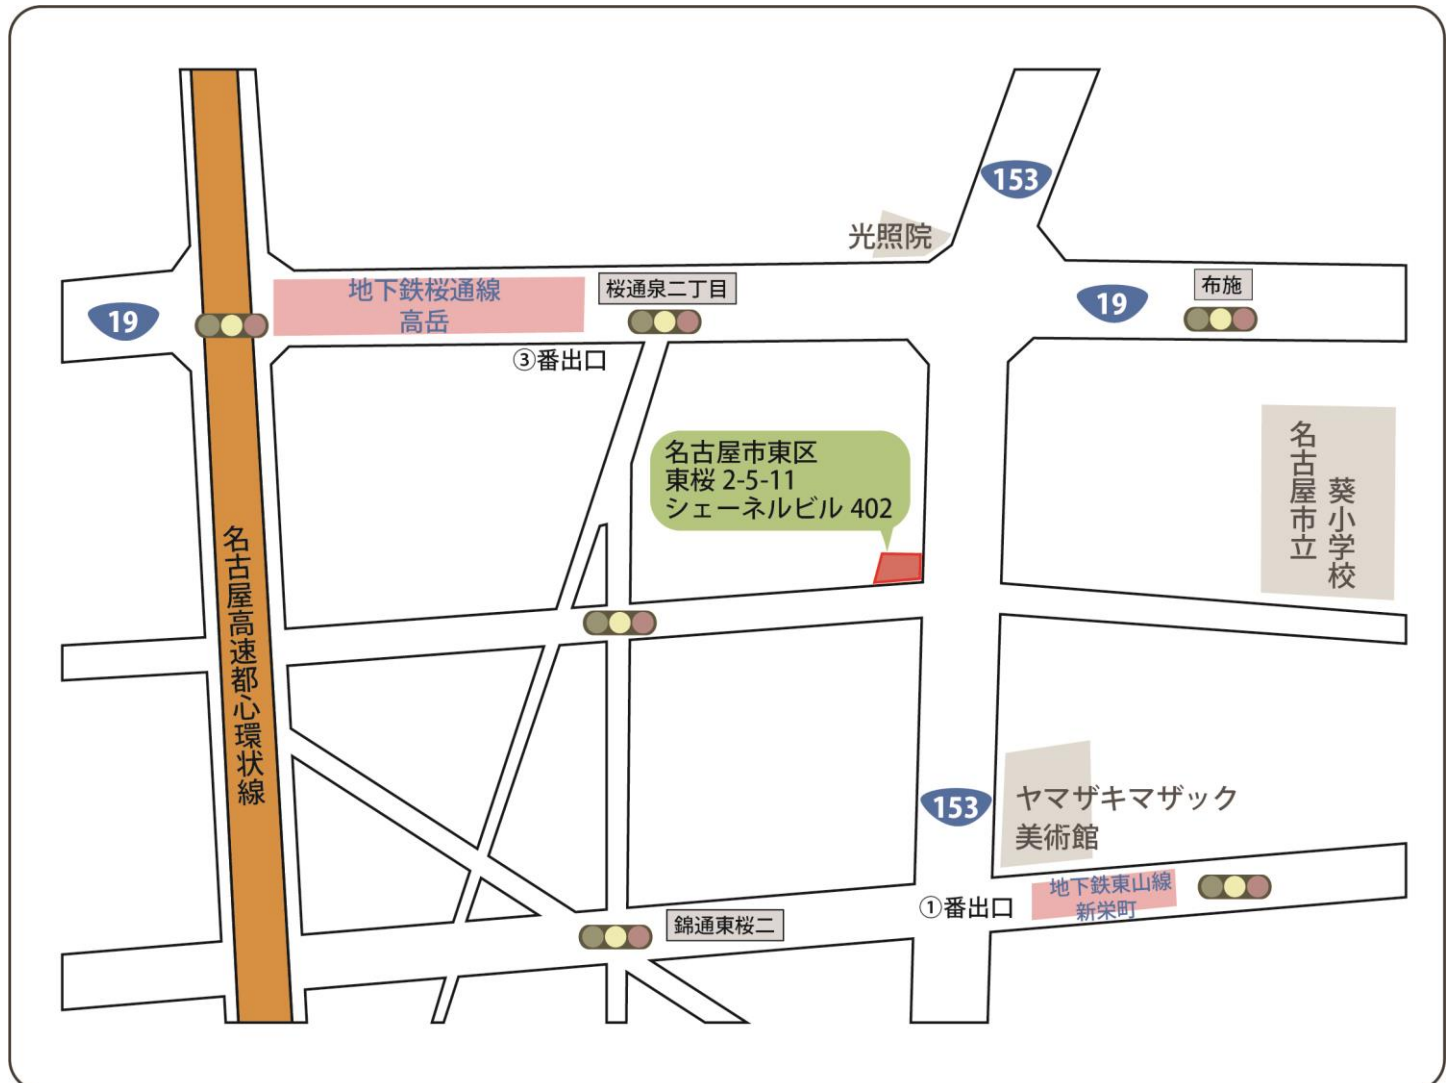 153
光照院
19
地下鉄桜通線
高岳
桜通泉二丁目
19
布施
③番出口
名古屋市東区
東桜 2-5-11
シェーネルビル 402
名古屋市立
葵小学校
名古屋高速都心環状線
153
ヤマザキマザック
美術館
地下鉄東山線
新栄町
①番出口
錦通東桜二